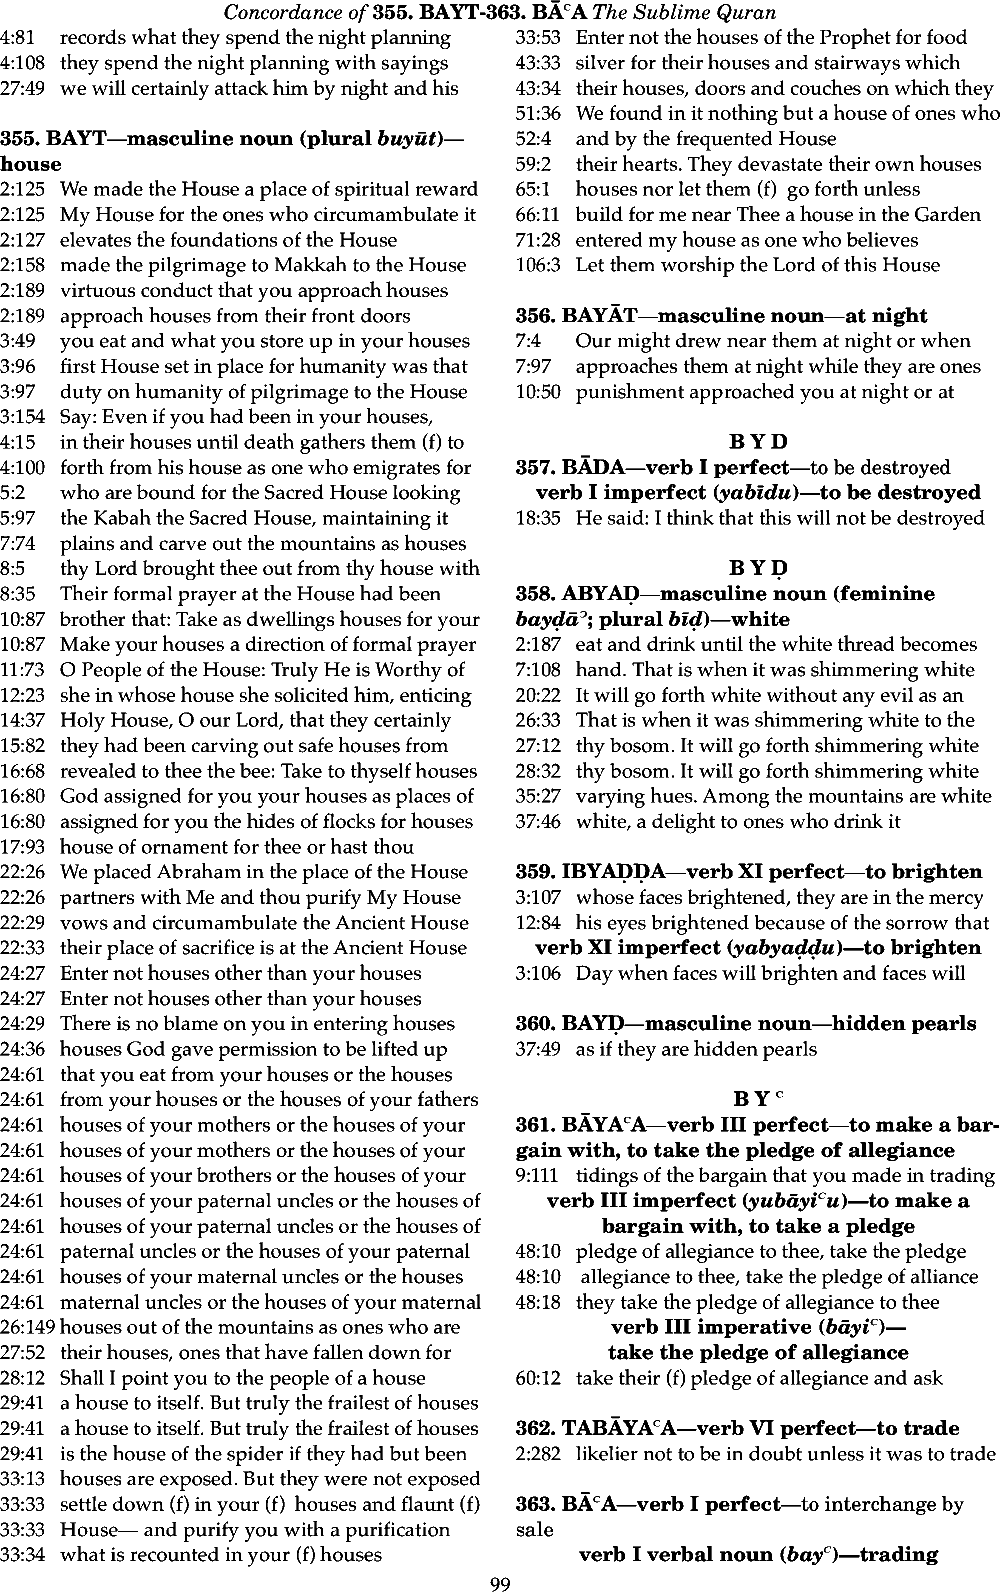 Concordance of 355. BAYT-363. BĀᶜA The Sublime Quran
4:81 records what they spend the night planning
4:108 they spend the night planning with sayings
27:49 we will certainly attack him by night and his
355. BAYT—masculine noun (plural buyūt)—
house
2:125 We made the House a place of spiritual reward
2:125 My House for the ones who circumambulate it
2:127 elevates the foundations of the House
2:158 made the pilgrimage to Makkah to the House
2:189 virtuous conduct that you approach houses
2:189 approach houses from their front doors
3:49 you eat and what you store up in your houses
3:96 first House set in place for humanity was that
3:97 duty on humanity of pilgrimage to the House
3:154 Say: Even if you had been in your houses,
4:15 in their houses until death gathers them (f) to
4:100 forth from his house as one who emigrates for
5:2 who are bound for the Sacred House looking
5:97 the Kabah the Sacred House, maintaining it
7:74 plains and carve out the mountains as houses
8:5 thy Lord brought thee out from thy house with
8:35 Their formal prayer at the House had been
10:87 brother that: Take as dwellings houses for your
10:87 Make your houses a direction of formal prayer
11:73 O People of the House: Truly He is Worthy of
12:23 she in whose house she solicited him, enticing
14:37 Holy House, O our Lord, that they certainly
15:82 they had been carving out safe houses from
16:68 revealed to thee the bee: Take to thyself houses
16:80 God assigned for you your houses as places of
16:80 assigned for you the hides of flocks for houses
17:93 house of ornament for thee or hast thou
22:26 We placed Abraham in the place of the House
22:26 partners with Me and thou purify My House
22:29 vows and circumambulate the Ancient House
22:33 their place of sacrifice is at the Ancient House
24:27 Enter not houses other than your houses
24:27 Enter not houses other than your houses
24:29 There is no blame on you in entering houses
24:36 houses God gave permission to be lifted up
24:61 that you eat from your houses or the houses
24:61 from your houses or the houses of your fathers
24:61 houses of your mothers or the houses of your
24:61 houses of your mothers or the houses of your
24:61 houses of your brothers or the houses of your
24:61 houses of your paternal uncles or the houses of
24:61 houses of your paternal uncles or the houses of
24:61 paternal uncles or the houses of your paternal
24:61 houses of your maternal uncles or the houses
24:61 maternal uncles or the houses of your maternal
26:149 houses out of the mountains as ones who are
27:52 their houses, ones that have fallen down for
28:12 Shall I point you to the people of a house
29:41 a house to itself. But truly the frailest of houses
29:41 a house to itself. But truly the frailest of houses
29:41 is the house of the spider if they had but been
33:13 houses are exposed. But they were not exposed
33:33 settle down (f) in your (f) houses and flaunt (f)
33:33 House— and purify you with a purification
33:34 what is recounted in your (f) houses
33:53 Enter not the houses of the Prophet for food
43:33 silver for their houses and stairways which
43:34 their houses, doors and couches on which they
51:36 We found in it nothing but a house of ones who
52:4 and by the frequented House
59:2 their hearts. They devastate their own houses
65:1 houses nor let them (f) go forth unless
66:11 build for me near Thee a house in the Garden
71:28 entered my house as one who believes
106:3 Let them worship the Lord of this House
356. BAYĀT—masculine noun—at night
7:4 Our might drew near them at night or when
7:97 approaches them at night while they are ones
10:50 punishment approached you at night or at
B Y D
357. BĀDA—verb I perfect—to be destroyed
verb I imperfect (yabīdu)—to be destroyed
18:35 He said: I think that this will not be destroyed
B Y Ḍ
358. ABYAḌ—masculine noun (feminine
bayḍāᵓ; plural bīḍ)—white
2:187 eat and drink until the white thread becomes
7:108 hand. That is when it was shimmering white
20:22 It will go forth white without any evil as an
26:33 That is when it was shimmering white to the
27:12 thy bosom. It will go forth shimmering white
28:32 thy bosom. It will go forth shimmering white
35:27 varying hues. Among the mountains are white
37:46 white, a delight to ones who drink it
359. IBYAḌḌA—verb XI perfect—to brighten
3:107 whose faces brightened, they are in the mercy
12:84 his eyes brightened because of the sorrow that
verb XI imperfect (yabyaḍḍu)—to brighten
3:106 Day when faces will brighten and faces will
360. BAYḌ—masculine noun—hidden pearls
37:49 as if they are hidden pearls
B Y ᶜ
361. BĀYAᶜA—verb III perfect—to make a bar-
gain with, to take the pledge of allegiance
9:111 tidings of the bargain that you made in trading
verb III imperfect (yubāyiᶜu)—to make a
bargain with, to take a pledge
48:10 pledge of allegiance to thee, take the pledge
48:10 allegiance to thee, take the pledge of alliance
48:18 they take the pledge of allegiance to thee
verb III imperative (bāyiᶜ)—
take the pledge of allegiance
60:12 take their (f) pledge of allegiance and ask
362. TABĀYAᶜA—verb VI perfect—to trade
2:282 likelier not to be in doubt unless it was to trade
363. BĀᶜA—verb I perfect—to interchange by
sale
verb I verbal noun (bayᶜ)—trading
99